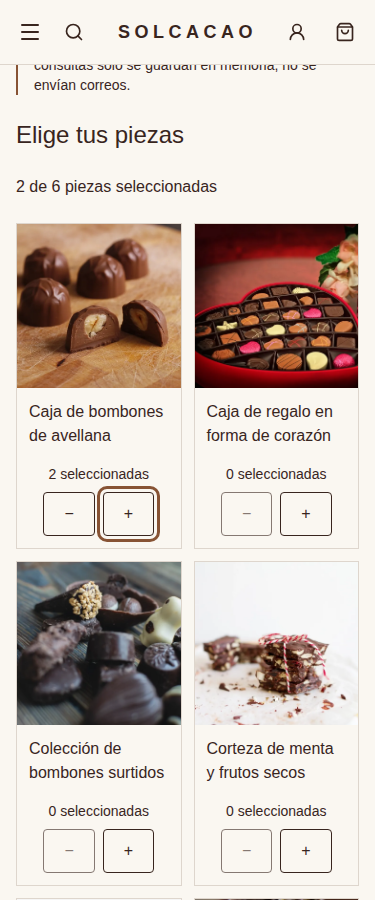 SOLCACAO
consultas solo se guardan en memoria; no se
envían correos.
Elige tus piezas
2 de 6 piezas seleccionadas
Caja de bombones
de avellana
2 seleccionadas
− +
Caja de regalo en
forma de corazón
0 seleccionadas
− +
Colección de
bombones surtidos
0 seleccionadas
− +
Corteza de menta
y frutos secos
0 seleccionadas
− +